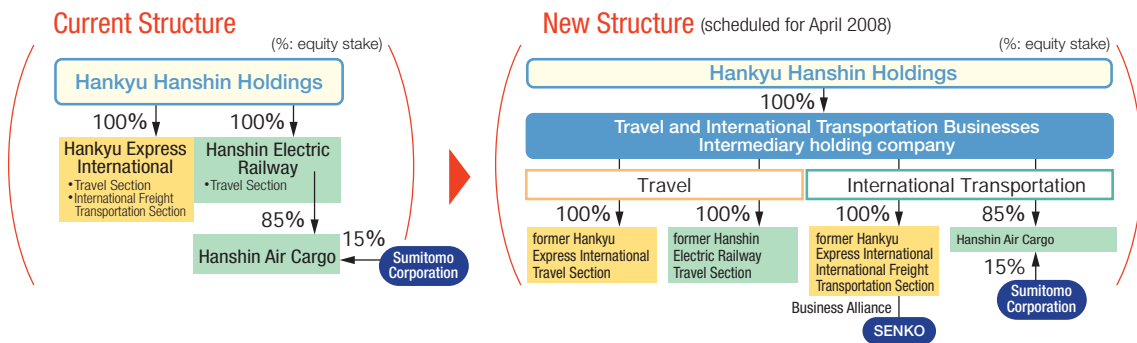 Current Structure
(%: equity stake)
Hankyu Hanshin Holdings
100%
100%
Hankyu Express
International
•Travel Section
•International Freight
Transportation Section
Hanshin Electric
Railway
•Travel Section
85%
15%
Hanshin Air Cargo
Sumitomo
Corporation
New Structure (scheduled for April 2008)
(%: equity stake)
Hankyu Hanshin Holdings
100%
Travel and International Transportation Businesses
Intermediary holding company
Travel
International Transportation
100%
100%
100%
85%
former Hankyu
Express International
Travel Section
former Hanshin
Electric Railway
Travel Section
former Hankyu
Express International
International Freight
Transportation Section
Hanshin Air Cargo
15%
Sumitomo
Corporation
Business Alliance
SENKO